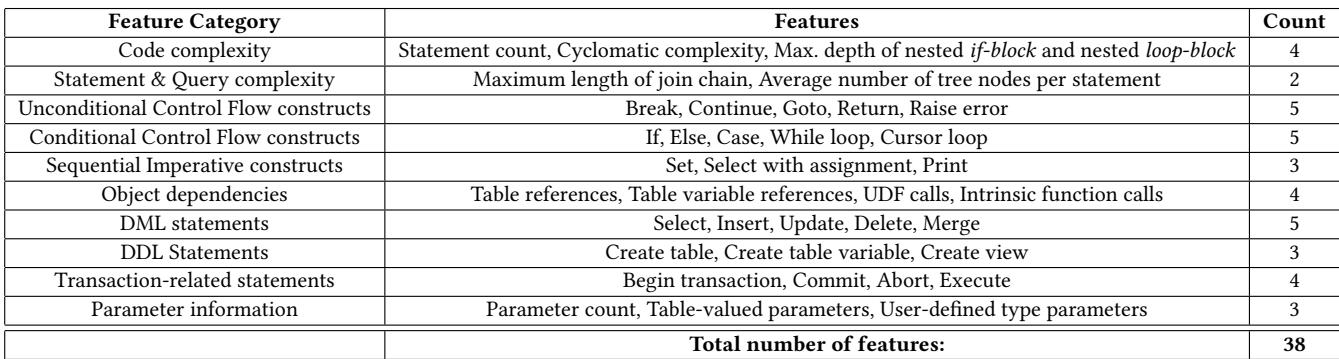 Feature Category Features Count
Code complexity Statement count, Cyclomatic complexity, Max. depth of nested if-block and nested loop-block 4
Statement & Query complexity Maximum length of join chain, Average number of tree nodes per statement 2
Unconditional Control Flow constructs Break, Continue, Goto, Return, Raise error 5
Conditional Control Flow constructs If, Else, Case, While loop, Cursor loop 5
Sequential Imperative constructs Set, Select with assignment, Print 3
Object dependencies Table references, Table variable references, UDF calls, Intrinsic function calls 4
DML statements Select, Insert, Update, Delete, Merge 5
DDL Statements Create table, Create table variable, Create view 3
Transaction-related statements Begin transaction, Commit, Abort, Execute 4
Parameter information Parameter count, Table-valued parameters, User-defined type parameters 3
Total number of features: 38